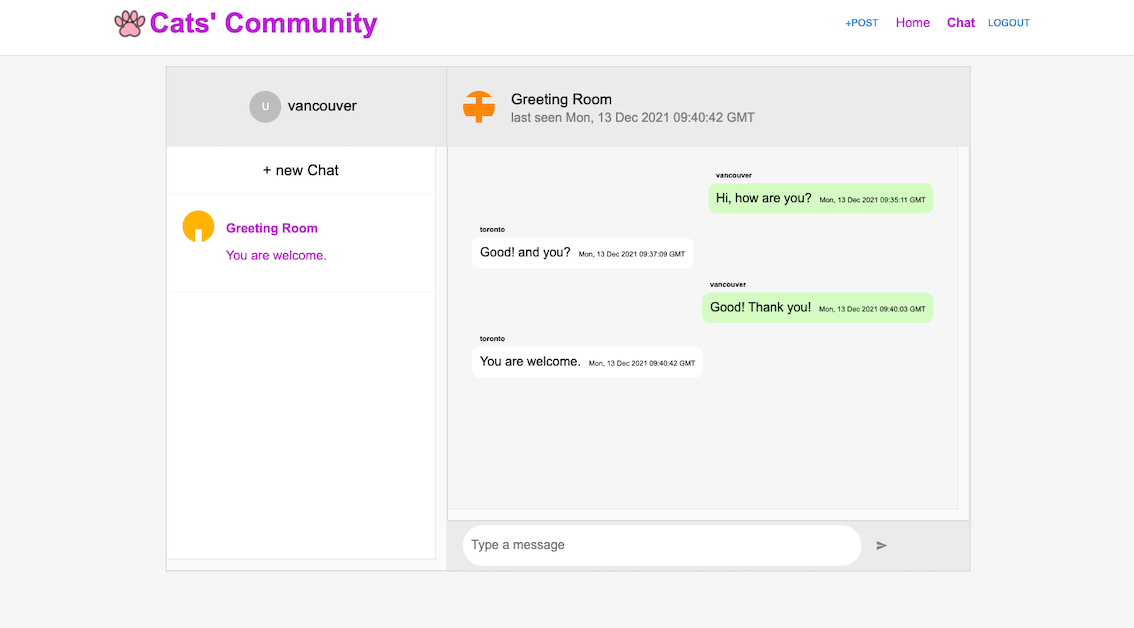 Cats' Community
+POST Home Chat LOGOUT
U vancouver
Greeting Room
last seen Mon, 13 Dec 2021 09:40:42 GMT
+ new Chat
Greeting Room
You are welcome.
vancouver
Hi, how are you? Mon, 13 Dec 2021 09:35:11 GMT
toronto
Good! and you? Mon, 13 Dec 2021 09:37:09 GMT
vancouver
Good! Thank you! Mon, 13 Dec 2021 09:40:03 GMT
toronto
You are welcome. Mon, 13 Dec 2021 09:40:42 GMT
Type a message